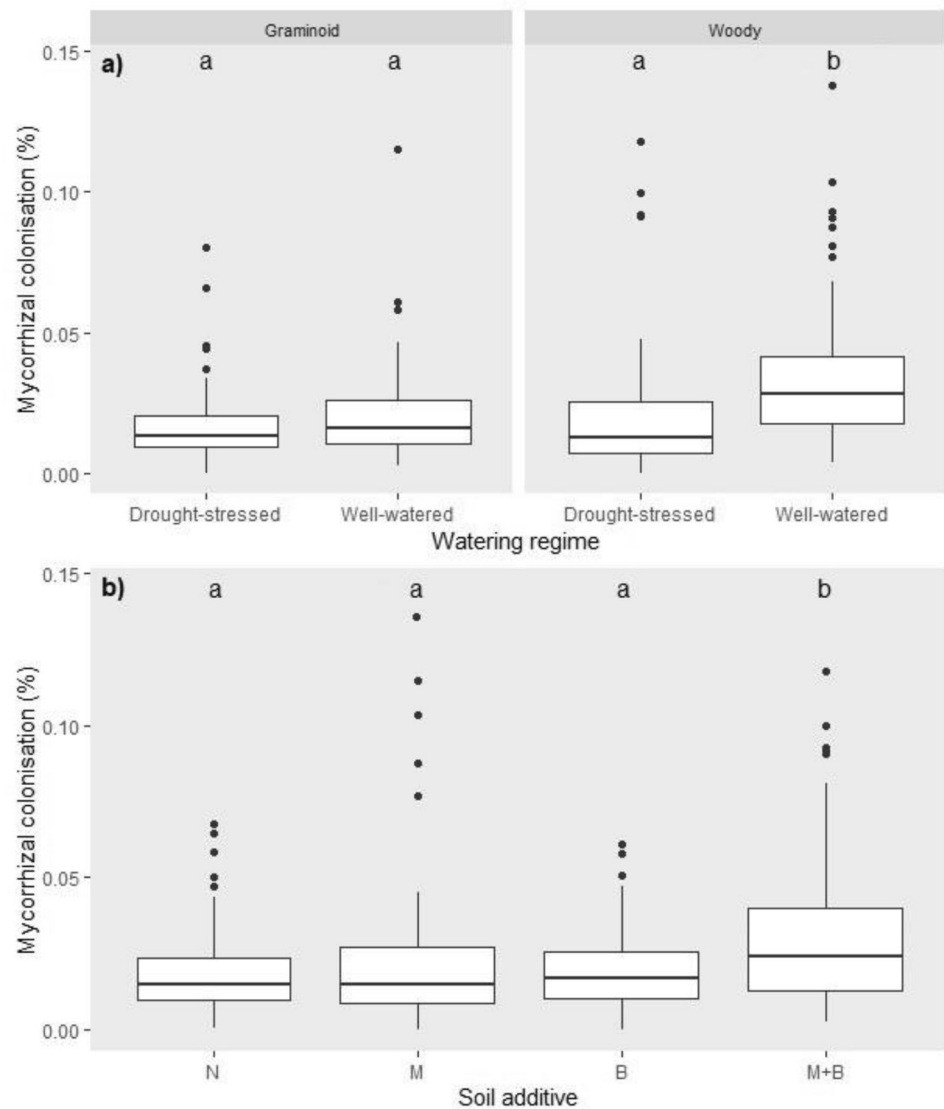 Graminoid Woody
a) a a a b
0.15
0.10
0.05
0.00
Mycorrhizal colonisation (%)
Drought-stressed Well-watered Drought-stressed Well-watered
Watering regime
b) a a a b
0.15
0.10
0.05
0.00
Mycorrhizal colonisation (%)
N M B M+B
Soil additive